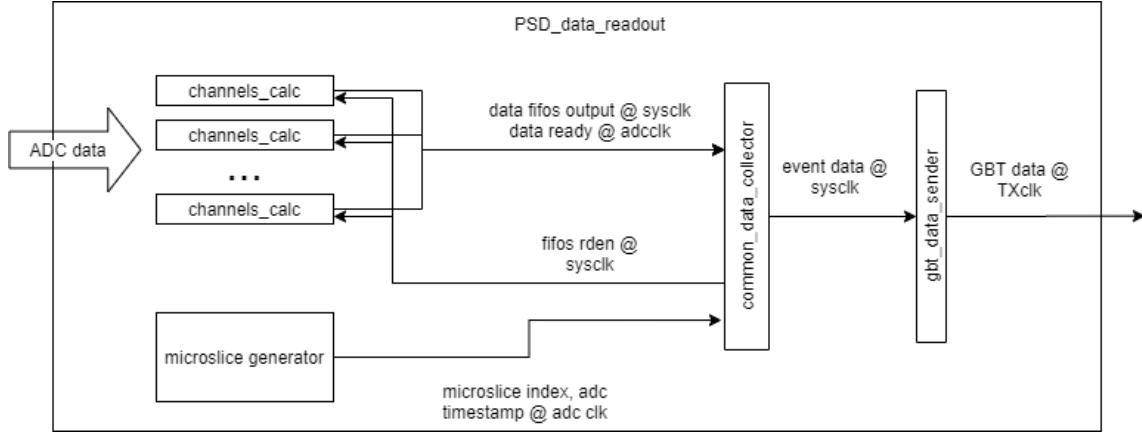 PSD_data_readout
channels_calc
data fifos output @ sysclk
data ready @ adcclk
ADC data
channels_calc
...
channels_calc
common_data_collector
event data @
sysclk
gbt_data_sender
GBT data @
TXclk
fifos rden @
sysclk
microslice generator
microslice index, adc
timestamp @ adc clk